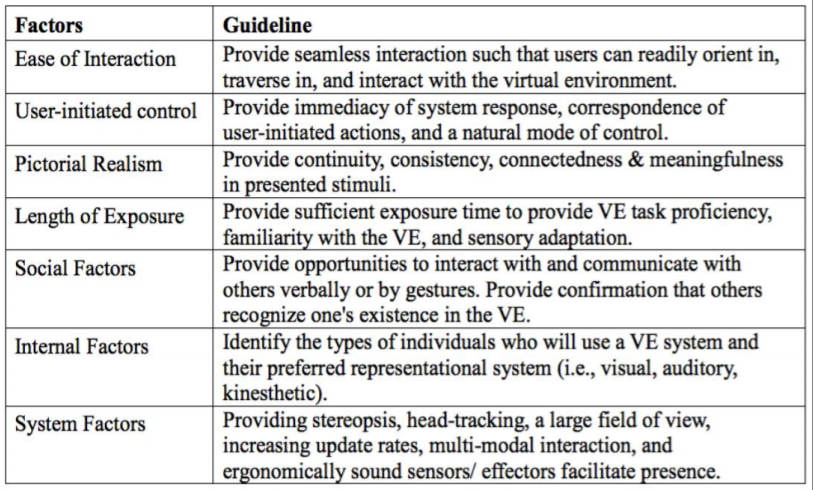 Factors Guideline
Ease of Interaction Provide seamless interaction such that users can readily orient in,
traverse in, and interact with the virtual environment.
User-initiated control Provide immediacy of system response, correspondence of
user-initiated actions, and a natural mode of control.
Pictorial Realism Provide continuity, consistency, connectedness & meaningfulness
in presented stimuli.
Length of Exposure Provide sufficient exposure time to provide VE task proficiency,
familiarity with the VE, and sensory adaptation.
Social Factors Provide opportunities to interact with and communicate with
others verbally or by gestures. Provide confirmation that others
recognize one's existence in the VE.
Internal Factors Identify the types of individuals who will use a VE system and
their preferred representational system (i.e., visual, auditory,
kinesthetic).
System Factors Providing stereopsis, head-tracking, a large field of view,
increasing update rates, multi-modal interaction, and
ergonomically sound sensors/ effectors facilitate presence.